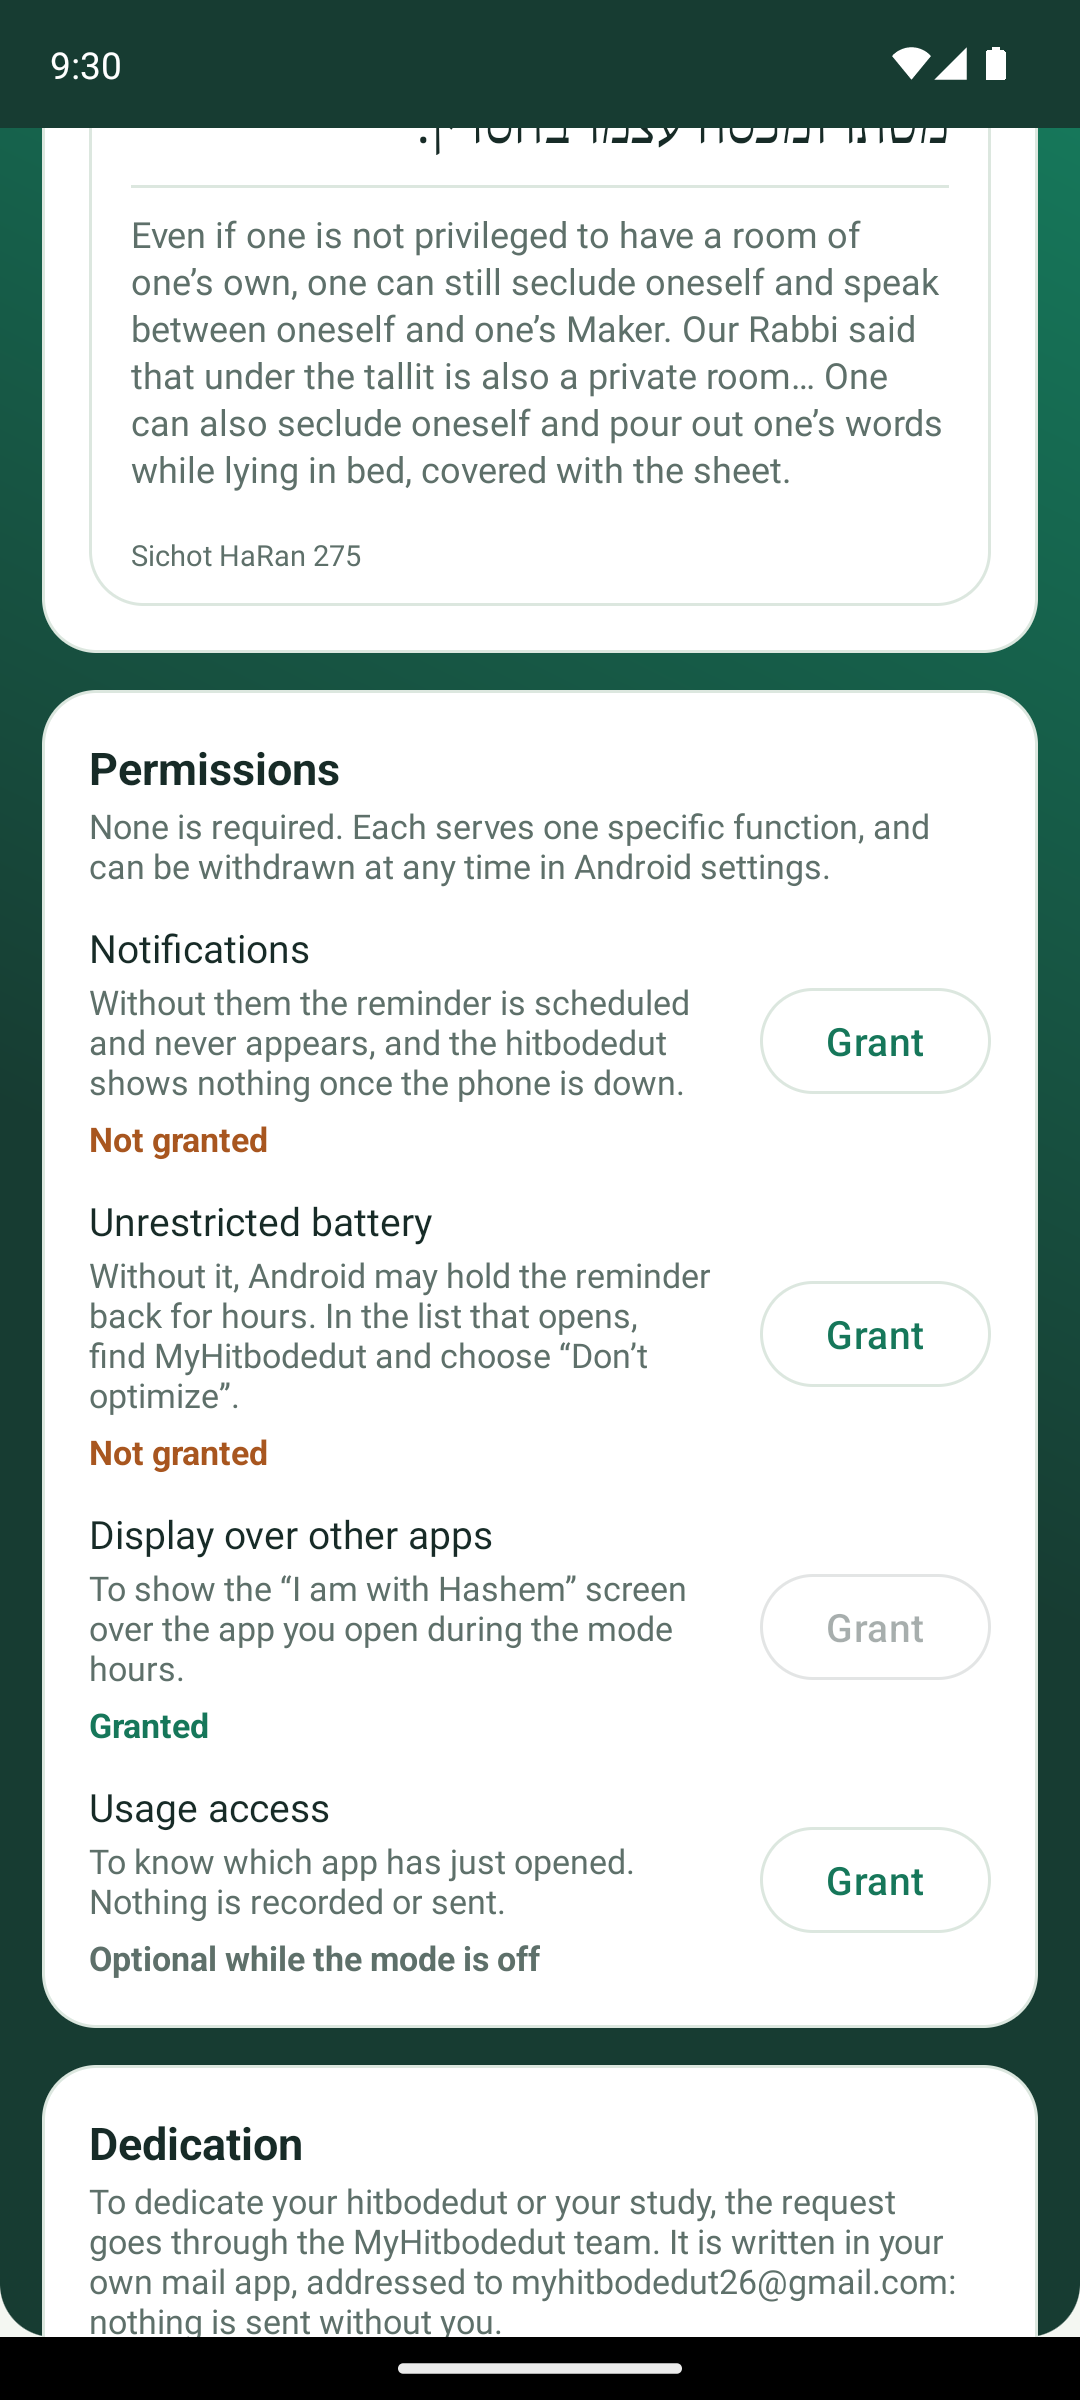 9:30
Even if one is not privileged to have a room of
one’s own, one can still seclude oneself and speak
between oneself and one’s Maker. Our Rabbi said
that under the tallit is also a private room… One
can also seclude oneself and pour out one’s words
while lying in bed, covered with the sheet.
Sichot HaRan 275
Permissions
None is required. Each serves one specific function, and
can be withdrawn at any time in Android settings.
Notifications
Without them the reminder is scheduled
and never appears, and the hitbodedut
shows nothing once the phone is down.
Grant
Not granted
Unrestricted battery
Without it, Android may hold the reminder
back for hours. In the list that opens,
find MyHitbodedut and choose “Don’t
optimize”.
Grant
Not granted
Display over other apps
To show the “I am with Hashem” screen
over the app you open during the mode
hours.
Grant
Granted
Usage access
To know which app has just opened.
Nothing is recorded or sent.
Grant
Optional while the mode is off
Dedication
To dedicate your hitbodedut or your study, the request
goes through the MyHitbodedut team. It is written in your
own mail app, addressed to myhitbodedut26@gmail.com:
nothing is sent without you.